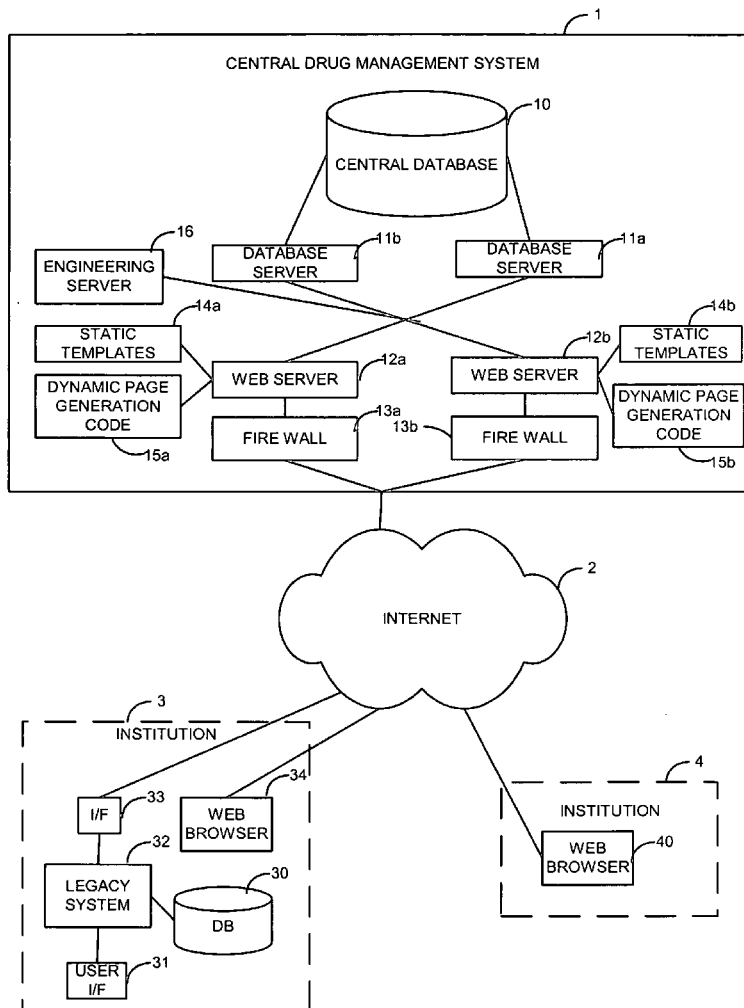 1
CENTRAL DRUG MANAGEMENT SYSTEM
10
CENTRAL DATABASE
16
ENGINEERING
SERVER
DATABASE
SERVER
11b
DATABASE
SERVER
11a
14a
STATIC
TEMPLATES
12a
WEB SERVER
12b
WEB SERVER
14b
STATIC
TEMPLATES
DYNAMIC PAGE
GENERATION
CODE
15a
13a
FIRE WALL
13b
FIRE WALL
DYNAMIC PAGE
GENERATION
CODE
15b
2
INTERNET
3
INSTITUTION
33
I/F
34
WEB
BROWSER
32
LEGACY
SYSTEM
30
DB
USER
I/F
31
4
INSTITUTION
WEB
BROWSER
40